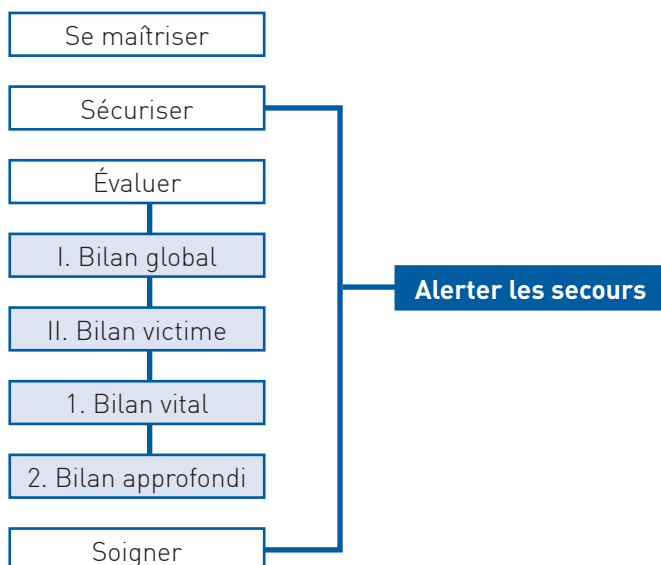 Se maîtriser
Sécuriser
Évaluer
I. Bilan global
Alerter les secours
II. Bilan victime
1. Bilan vital
2. Bilan approfondi
Soigner